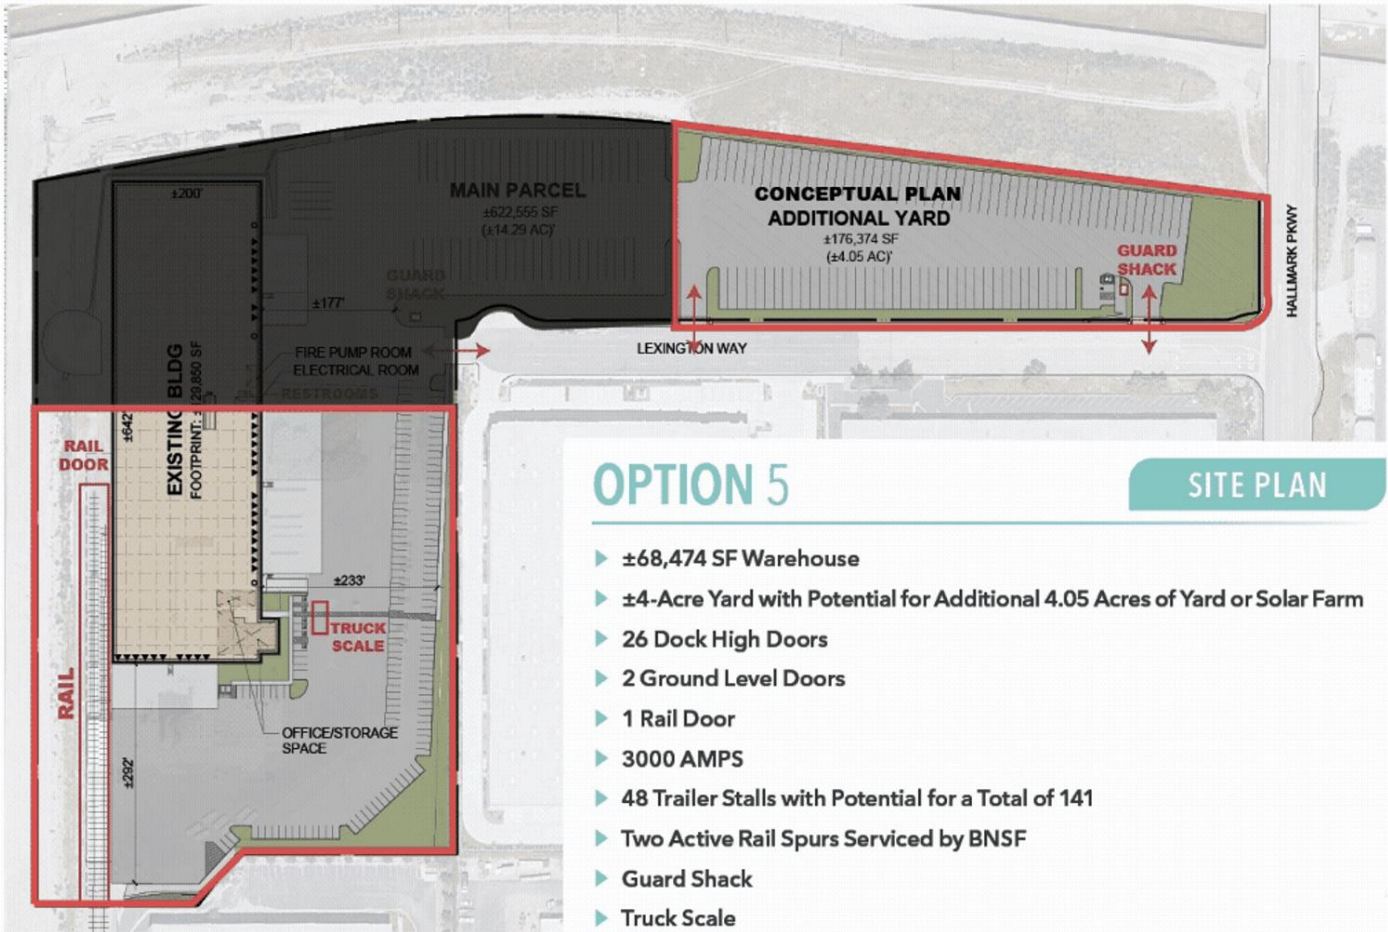 ±200'
MAIN PARCEL
±622,555 SF
(±14.29 AC)'
CONCEPTUAL PLAN
ADDITIONAL YARD
±176,374 SF
(±4.05 AC)'
GUARD
SHACK
HALLMARK PKWY
GUARD
SHACK
±177'
LEXINGTON WAY
FIRE PUMP ROOM
ELECTRICAL ROOM
RESTROOMS
EXISTING BLDG
FOOTPRINT: ±129,850 SF
±642'
RAIL
DOOR
±233'
TRUCK
SCALE
RAIL
OFFICE/STORAGE
SPACE
±292'
OPTION 5
SITE PLAN
±68,474 SF Warehouse
±4-Acre Yard with Potential for Additional 4.05 Acres of Yard or Solar Farm
26 Dock High Doors
2 Ground Level Doors
1 Rail Door
3000 AMPS
48 Trailer Stalls with Potential for a Total of 141
Two Active Rail Spurs Serviced by BNSF
Guard Shack
Truck Scale